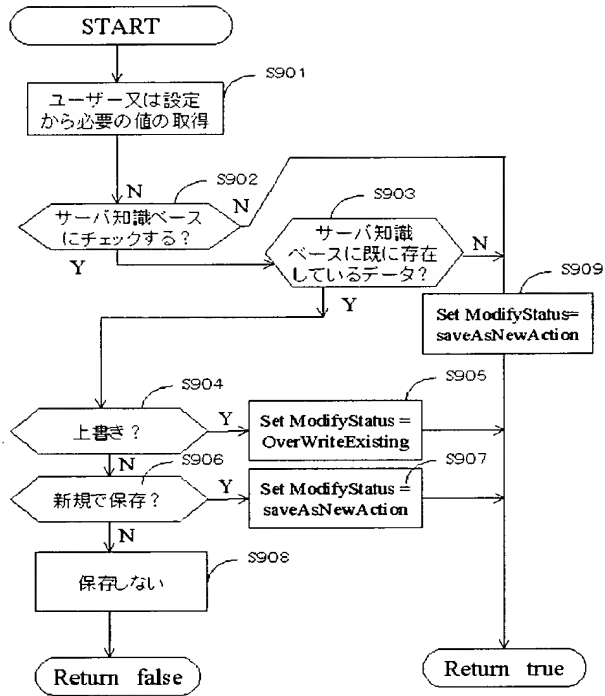 START
S901
ユーザー又は設定
から必要の値の取得
N
S902
サーバ知識ベース
にチェックする?
N
Y
S903
サーバ知識
ベースに既に存在
しているデータ?
N
Y
S909
Set ModifyStatus=
saveAsNewAction
S904
上書き?
Y
N
S905
Set ModifyStatus =
OverWriteExisting
S906
新規で保存?
Y
N
S907
Set ModifyStatus =
saveAsNewAction
S908
保存しない
Return false
Return true